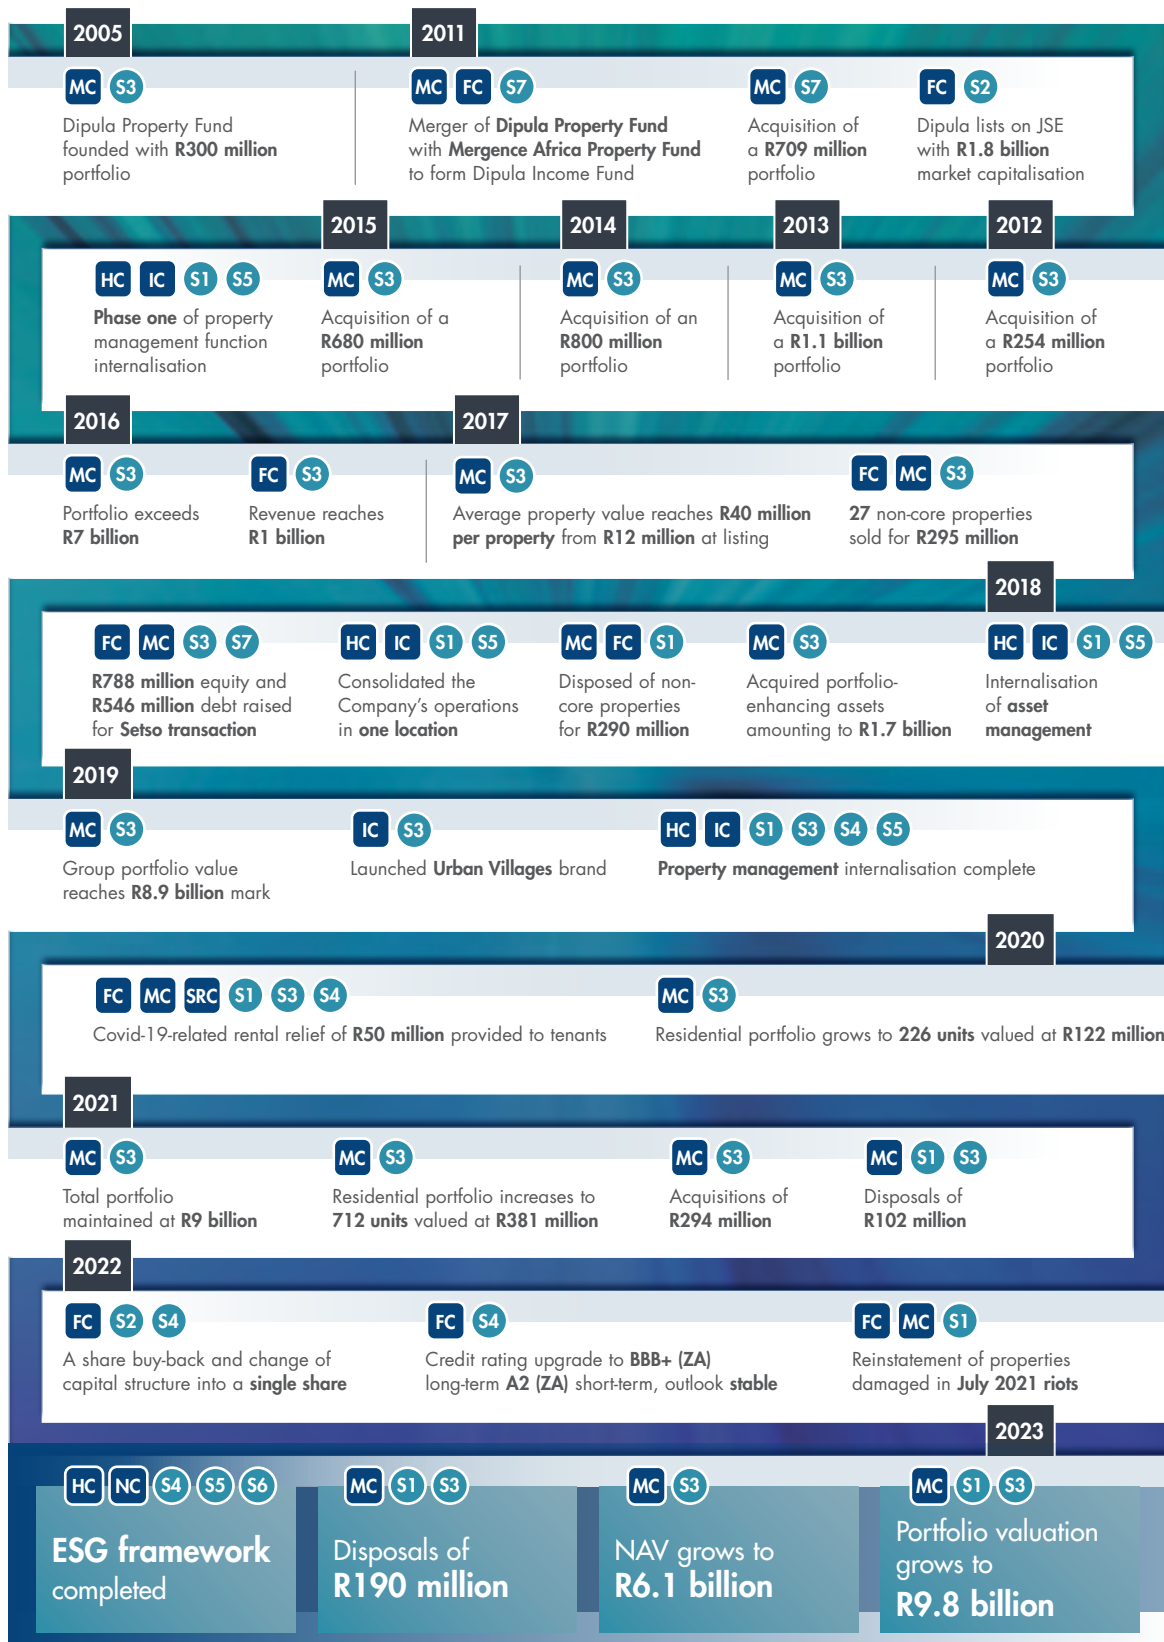 2005
MC S3
Dipula Property Fund
founded with R300 million
portfolio
2011
MC FC S7
Merger of Dipula Property Fund
with Mergence Africa Property Fund
to form Dipula Income Fund
MC S7
Acquisition of
a R709 million
portfolio
FC S2
Dipula lists on JSE
with R1.8 billion
market capitalisation
2012
MC S3
Acquisition of
a R254 million
portfolio
2013
MC S3
Acquisition of
a R1.1 billion
portfolio
2014
MC S3
Acquisition of an
R800 million
portfolio
2015
MC S3
Acquisition of a
R680 million
portfolio
HC IC S1 S5
Phase one of property
management function
internalisation
2016
MC S3
Portfolio exceeds
R7 billion
FC S3
Revenue reaches
R1 billion
2017
MC S3
Average property value reaches R40 million
per property from R12 million at listing
FC MC S3
27 non-core properties
sold for R295 million
2018
HC IC S1 S5
Internalisation
of asset
management
MC S3
Acquired portfolio-
enhancing assets
amounting to R1.7 billion
MC FC S1
Disposed of non-
core properties
for R290 million
HC IC S1 S5
Consolidated the
Company's operations
in one location
FC MC S3 S7
R788 million equity and
R546 million debt raised
for Setso transaction
2019
MC S3
Group portfolio value
reaches R8.9 billion mark
IC S3
Launched Urban Villages brand
HC IC S1 S3 S4 S5
Property management internalisation complete
2020
MC S3
Residential portfolio grows to 226 units valued at R122 million
FC MC SRC S1 S3 S4
Covid-19-related rental relief of R50 million provided to tenants
2021
MC S3
Total portfolio
maintained at R9 billion
MC S3
Residential portfolio increases to
712 units valued at R381 million
MC S3
Acquisitions of
R294 million
MC S1 S3
Disposals of
R102 million
2022
FC S2 S4
A share buy-back and change of
capital structure into a single share
FC S4
Credit rating upgrade to BBB+ (ZA)
long-term A2 (ZA) short-term, outlook stable
FC MC S1
Reinstatement of properties
damaged in July 2021 riots
2023
MC S1 S3
Portfolio valuation
grows to
R9.8 billion
MC S3
NAV grows to
R6.1 billion
MC S1 S3
Disposals of
R190 million
HC NC S4 S5 S6
ESG framework
completed